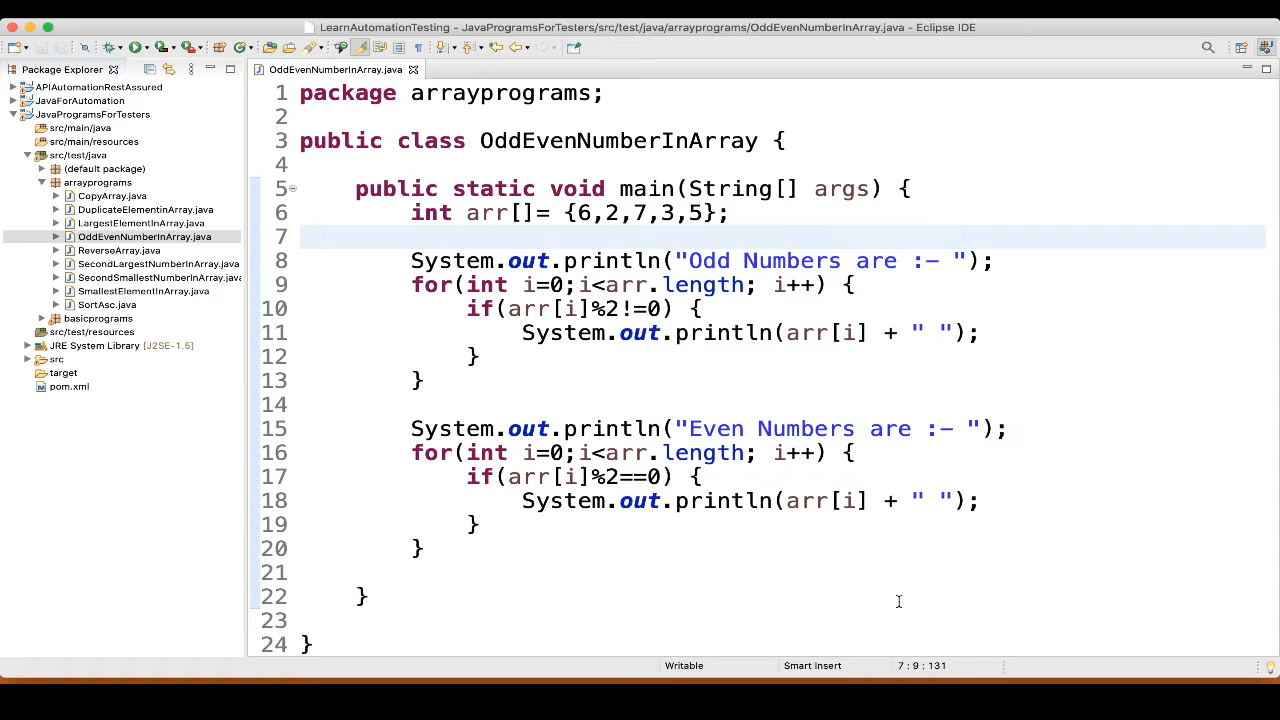 LearnAutomationTesting - JavaProgramsForTesters/src/test/java/arrayprograms/OddEvenNumberInArray.java - Eclipse IDE
Package Explorer
APIAutomationRestAssured
JavaForAutomation
JavaProgramsForTesters
src/main/java
src/main/resources
src/test/java
(default package)
arrayprograms
CopyArray.java
DuplicateElementinArray.java
LargestElementInArray.java
OddEvenNumberInArray.java
ReverseArray.java
SecondLargestNumberInArray.java
SecondSmallestNumberInArray.java
SmallestElementInArray.java
SortAsc.java
basicprograms
src/test/resources
JRE System Library [J2SE-1.5]
src
target
pom.xml
OddEvenNumberInArray.java
1 package arrayprograms;
2
3 public class OddEvenNumberInArray {
4
5 public static void main(String[] args) {
6 int arr[]= {6,2,7,3,5};
7
8 System.out.println("Odd Numbers are :- ");
9 for(int i=0;i<arr.length; i++) {
10 if(arr[i]%2!=0) {
11 System.out.println(arr[i] + " ");
12 }
13 }
14
15 System.out.println("Even Numbers are :- ");
16 for(int i=0;i<arr.length; i++) {
17 if(arr[i]%2==0) {
18 System.out.println(arr[i] + " ");
19 }
20 }
21
22 }
23
24 }
Writable Smart Insert 7 : 9 : 131